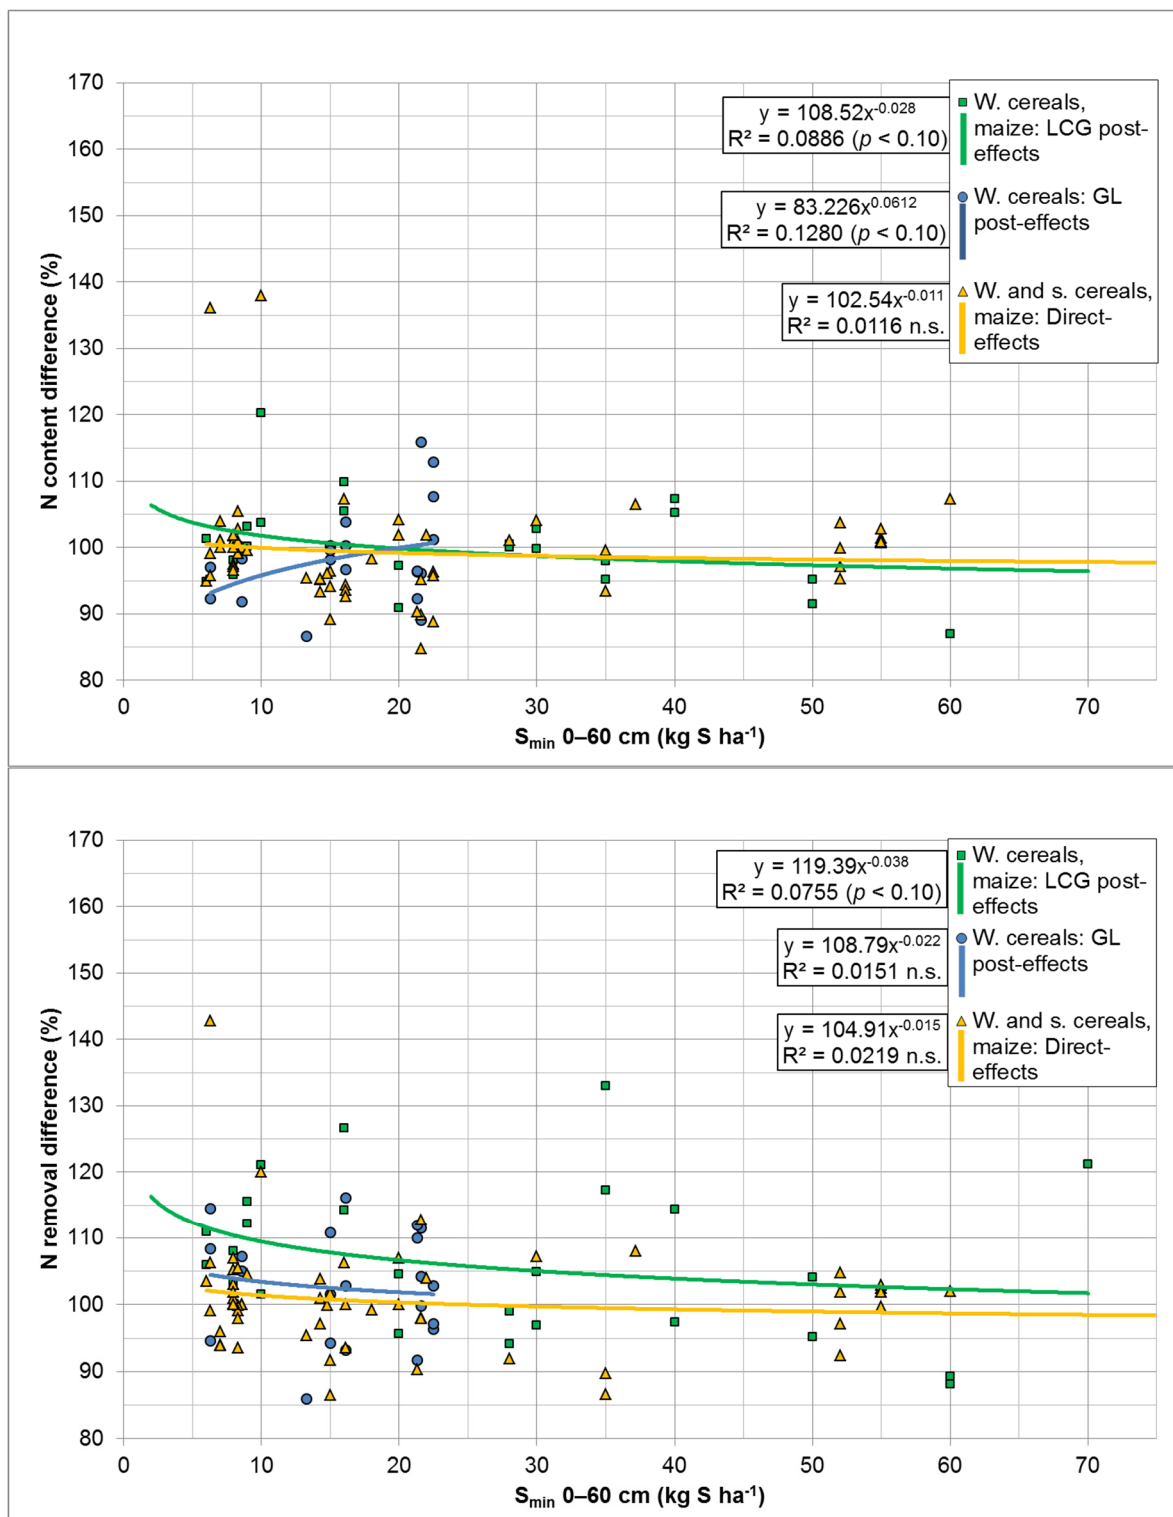 170
160
150
140
130
120
110
100
90
80
N content difference (%)
y = 108.52x^-0.028
R² = 0.0886 (p < 0.10)
y = 83.226x^0.0612
R² = 0.1280 (p < 0.10)
y = 102.54x^-0.011
R² = 0.0116 n.s.
W. cereals,
maize: LCG post-
effects
W. cereals: GL
post-effects
W. and s. cereals,
maize: Direct-
effects
0 10 20 30 40 50 60 70
S_min 0–60 cm (kg S ha^-1)
170
160
150
140
130
120
110
100
90
80
N removal difference (%)
y = 119.39x^-0.038
R² = 0.0755 (p < 0.10)
y = 108.79x^-0.022
R² = 0.0151 n.s.
y = 104.91x^-0.015
R² = 0.0219 n.s.
W. cereals,
maize: LCG post-
effects
W. cereals: GL
post-effects
W. and s. cereals,
maize: Direct-
effects
0 10 20 30 40 50 60 70
S_min 0–60 cm (kg S ha^-1)